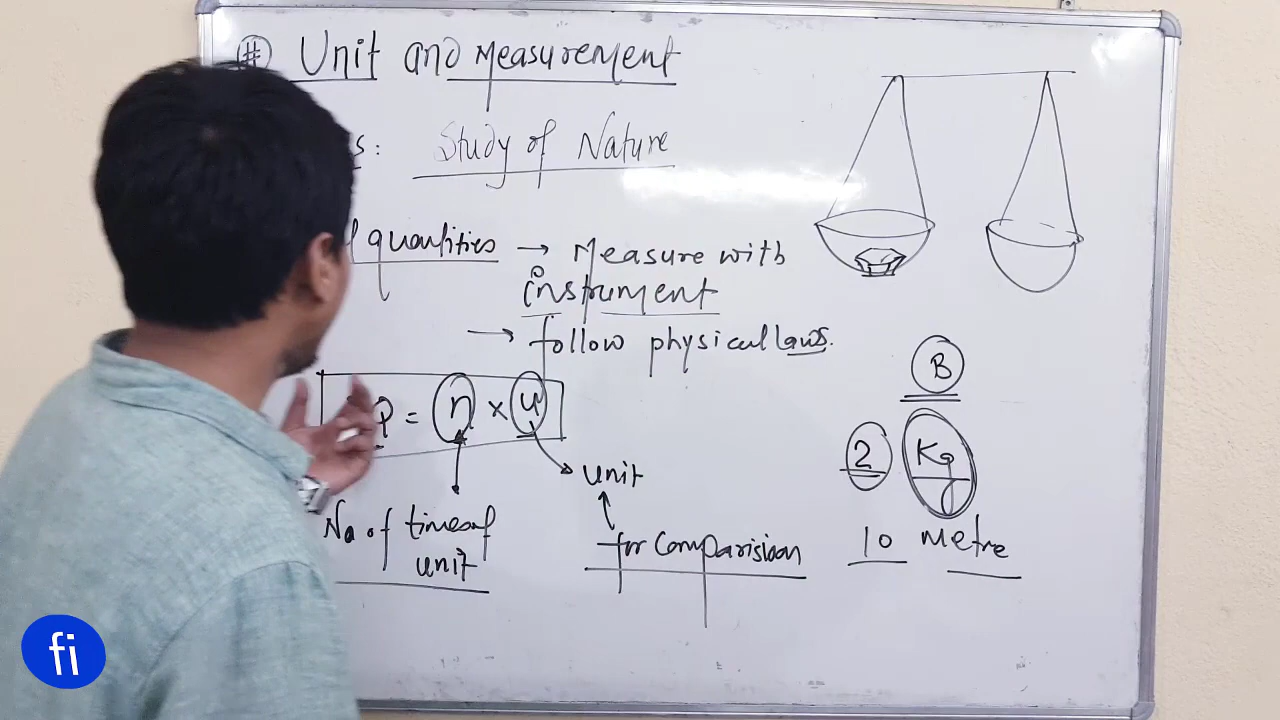 # Unit and Measurement
s: Study of Nature
l quantities → Measure with
instrument
→ follow physical laws.
B
Q = n × u
2 Kg
Unit
No of times of
unit
for Comparisioan
10 Metre
fi